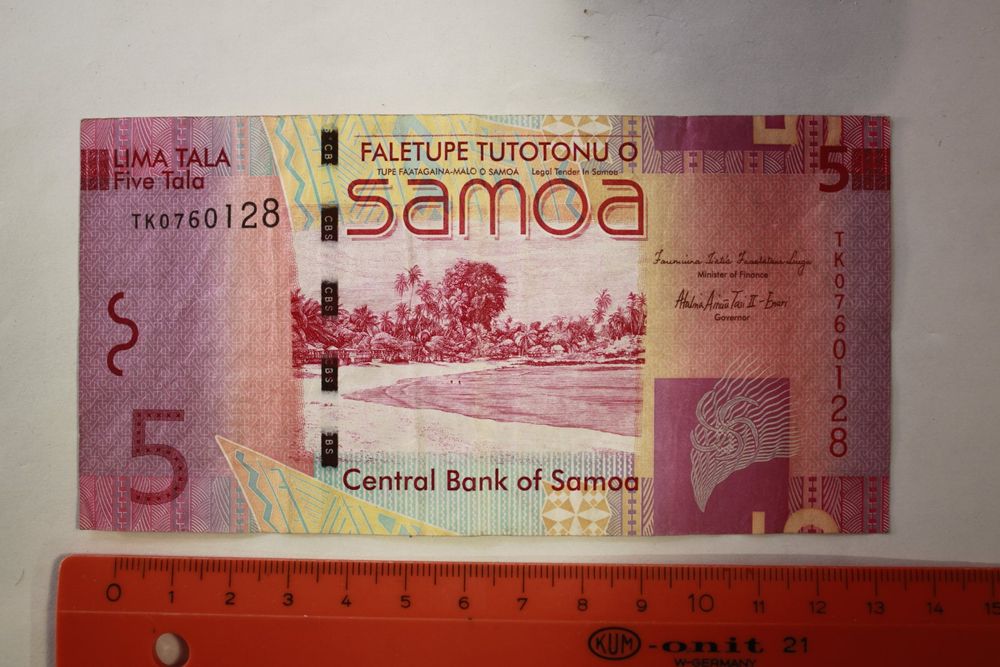 LIMA TALA
Five Tala
TK0760128
FALETUPE TUTOTONU O
TUPE FAATAGAINA-MALO O SAMOA Legal Tender In Samoa
samoa
5
CBS
CBS
CBS
CBS
CBS
Minister of Finance
Governor
TK0760128
5
Central Bank of Samoa
0 1 2 3 4 5 6 7 8 9 10 11 12 13 14 15
KUM -onit 21
W-GERMANY